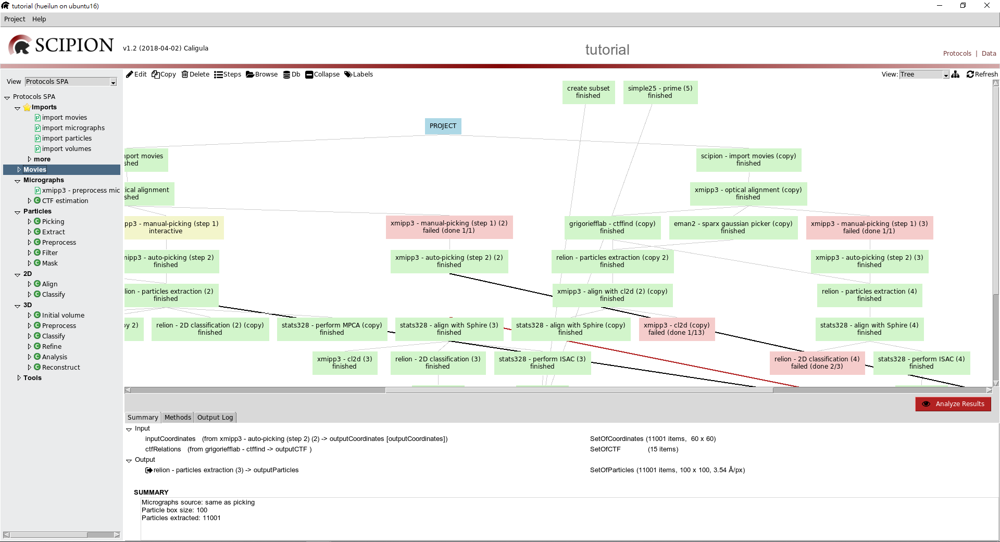 tutorial (hueilun on ubuntu16)
Project Help
SCIPION v1.2 (2018-04-02) Caligula
tutorial
Protocols | Data
View Protocols SPA
Protocols SPA
Imports
import movies
import micrographs
import particles
import volumes
more
Movies
Micrographs
xmipp3 - preprocess mic
CTF estimation
Particles
Picking
Extract
Preprocess
Filter
Mask
2D
Align
Classify
3D
Initial volume
Preprocess
Classify
Refine
Analysis
Reconstruct
Tools
Edit Copy Delete Steps Browse Db Collapse Labels
View: Tree Refresh
create subset
finished
simple25 - prime (5)
finished
PROJECT
port movies
shed
scipion - import movies (copy)
finished
ical alignment
shed
xmipp3 - optical alignment (copy)
finished
pp3 - manual-picking (step 1)
interactive
xmipp3 - manual-picking (step 1) (2)
failed (done 1/1)
grigoriefflab - ctffind (copy)
finished
eman2 - sparx gaussian picker (copy)
finished
xmipp3 - manual-picking (step 1) (3)
failed (done 1/1)
mipp3 - auto-picking (step 2)
finished
xmipp3 - auto-picking (step 2) (2)
finished
relion - particles extraction (copy 2)
finished
xmipp3 - auto-picking (step 2) (3)
finished
lion - particles extraction (2)
finished
xmipp3 - align with cl2d (2) (copy)
finished
relion - particles extraction (4)
finished
y 2)
relion - 2D classification (2) (copy)
finished
stats328 - perform MPCA (copy)
finished
stats328 - align with Sphire (3)
finished
stats328 - align with Sphire (copy)
finished
xmipp3 - cl2d (copy)
failed (done 1/13)
stats328 - align with Sphire (4)
finished
xmipp3 - cl2d (3)
finished
relion - 2D classification (3)
finished
stats328 - perform ISAC (3)
finished
relion - 2D classification (4)
failed (done 2/3)
stats328 - perform ISAC (4)
finished
Analyze Results
Summary Methods Output Log
Input
inputCoordinates (from xmipp3 - auto-picking (step 2) (2) -> outputCoordinates [outputCoordinates]) SetOfCoordinates (11001 items, 60 x 60)
ctfRelations (from grigoriefflab - ctffind -> outputCTF ) SetOfCTF (15 items)
Output
relion - particles extraction (3) -> outputParticles SetOfParticles (11001 items, 100 x 100, 3.54 Å/px)
SUMMARY
Micrographs source: same as picking
Particle box size: 100
Particles extracted: 11001